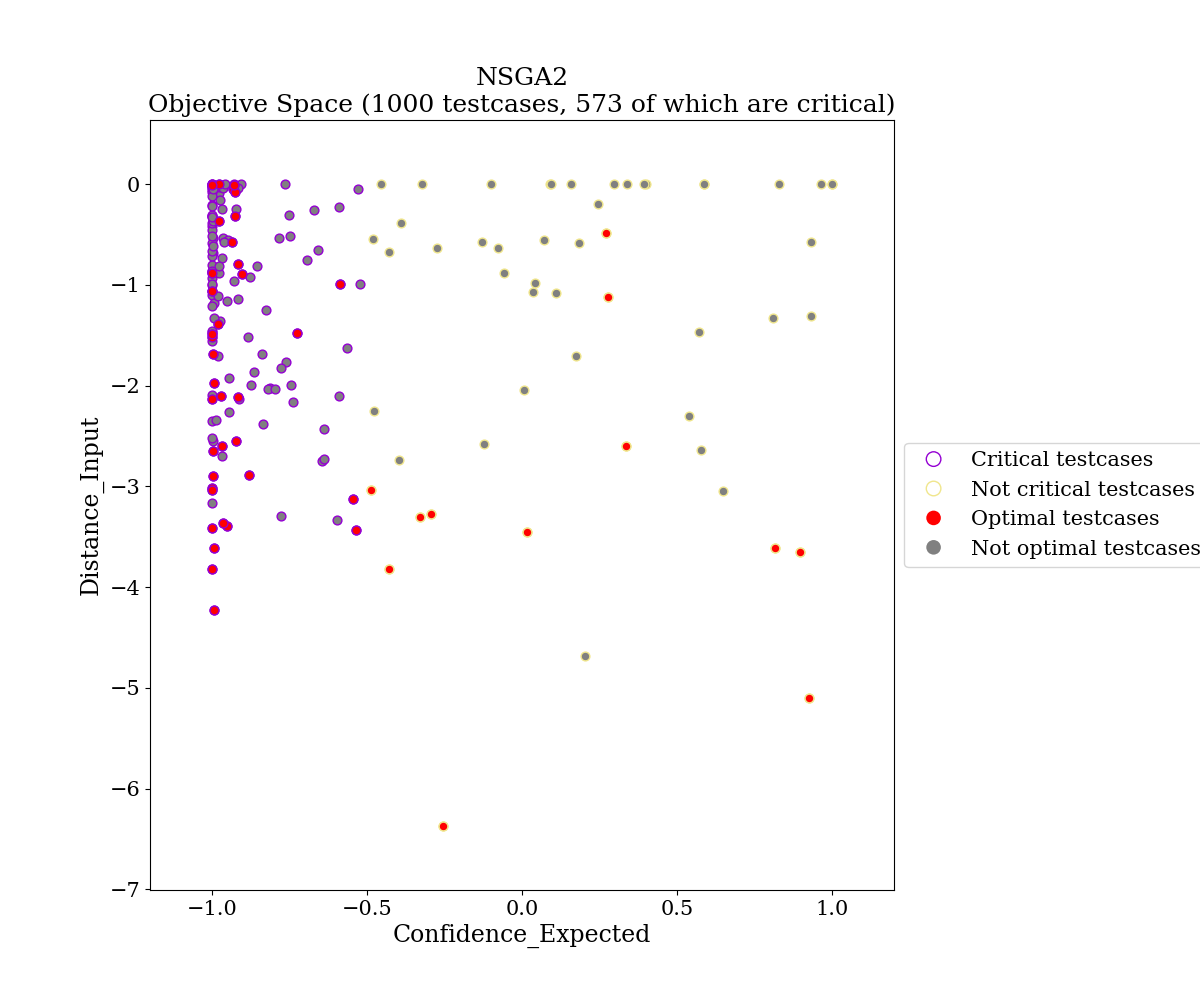 NSGA2
Objective Space (1000 testcases, 573 of which are critical)
0
−1
−2
−3
−4
−5
−6
−7
Distance_Input
−1.0
−0.5
0.0
0.5
1.0
Confidence_Expected
Critical testcases
Not critical testcases
Optimal testcases
Not optimal testcases